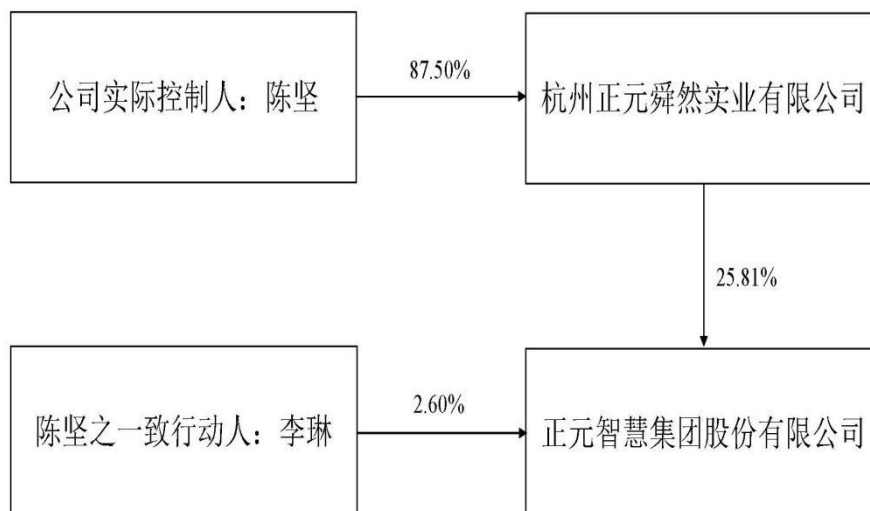 公司实际控制人：陈坚
87.50%
杭州正元舜然实业有限公司
25.81%
陈坚之一致行动人：李琳
2.60%
正元智慧集团股份有限公司